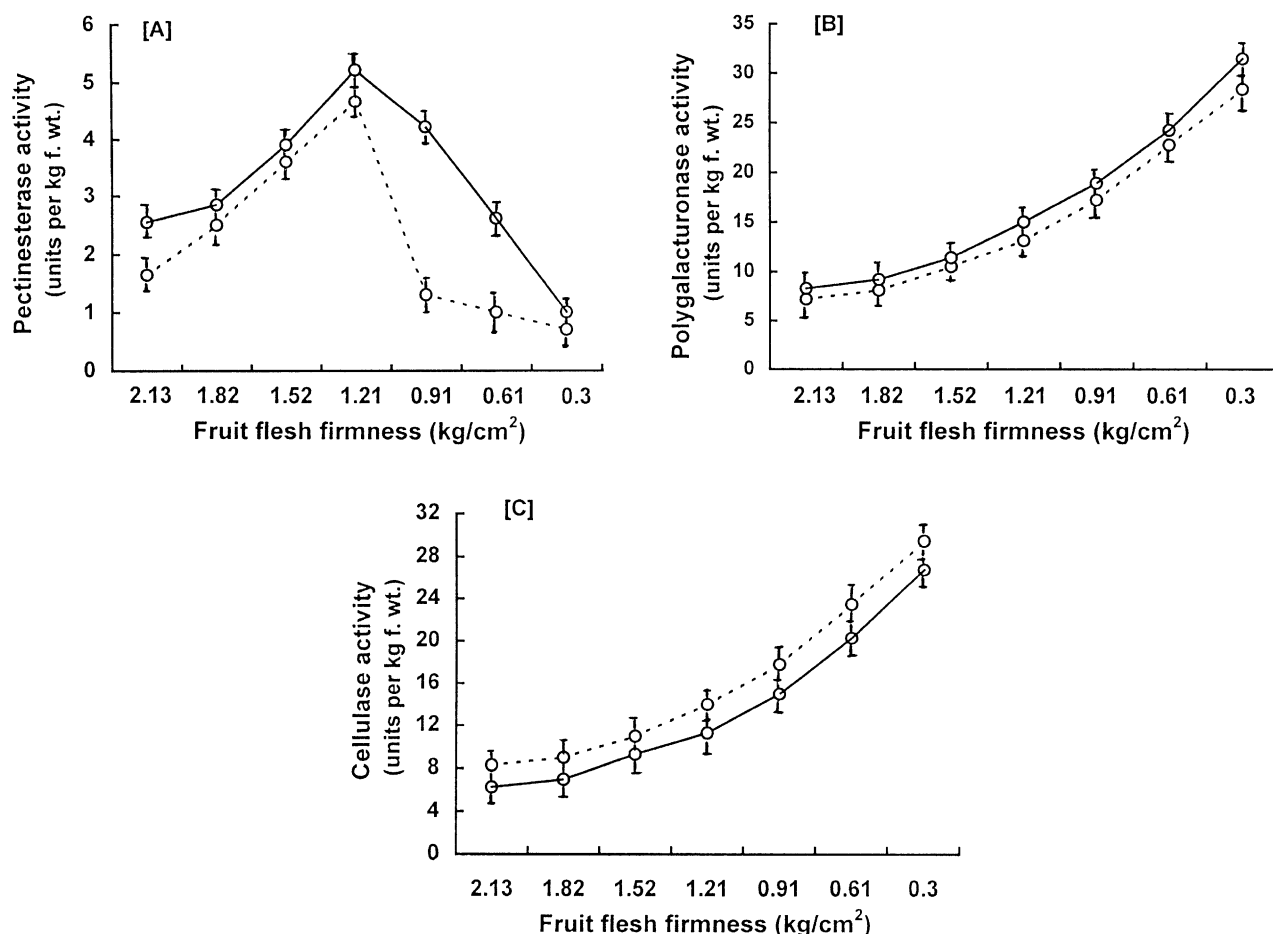 [A]
Pectinesterase activity
(units per kg f. wt.)
6
5
4
3
2
1
0
2.13 1.82 1.52 1.21 0.91 0.61 0.3
Fruit flesh firmness (kg/cm²)
[B]
Polygalacturonase activity
(units per kg f. wt.)
35
30
25
20
15
10
5
0
2.13 1.82 1.52 1.21 0.91 0.61 0.3
Fruit flesh firmness (kg/cm²)
[C]
Cellulase activity
(units per kg f. wt.)
32
28
24
20
16
12
8
4
0
2.13 1.82 1.52 1.21 0.91 0.61 0.3
Fruit flesh firmness (kg/cm²)